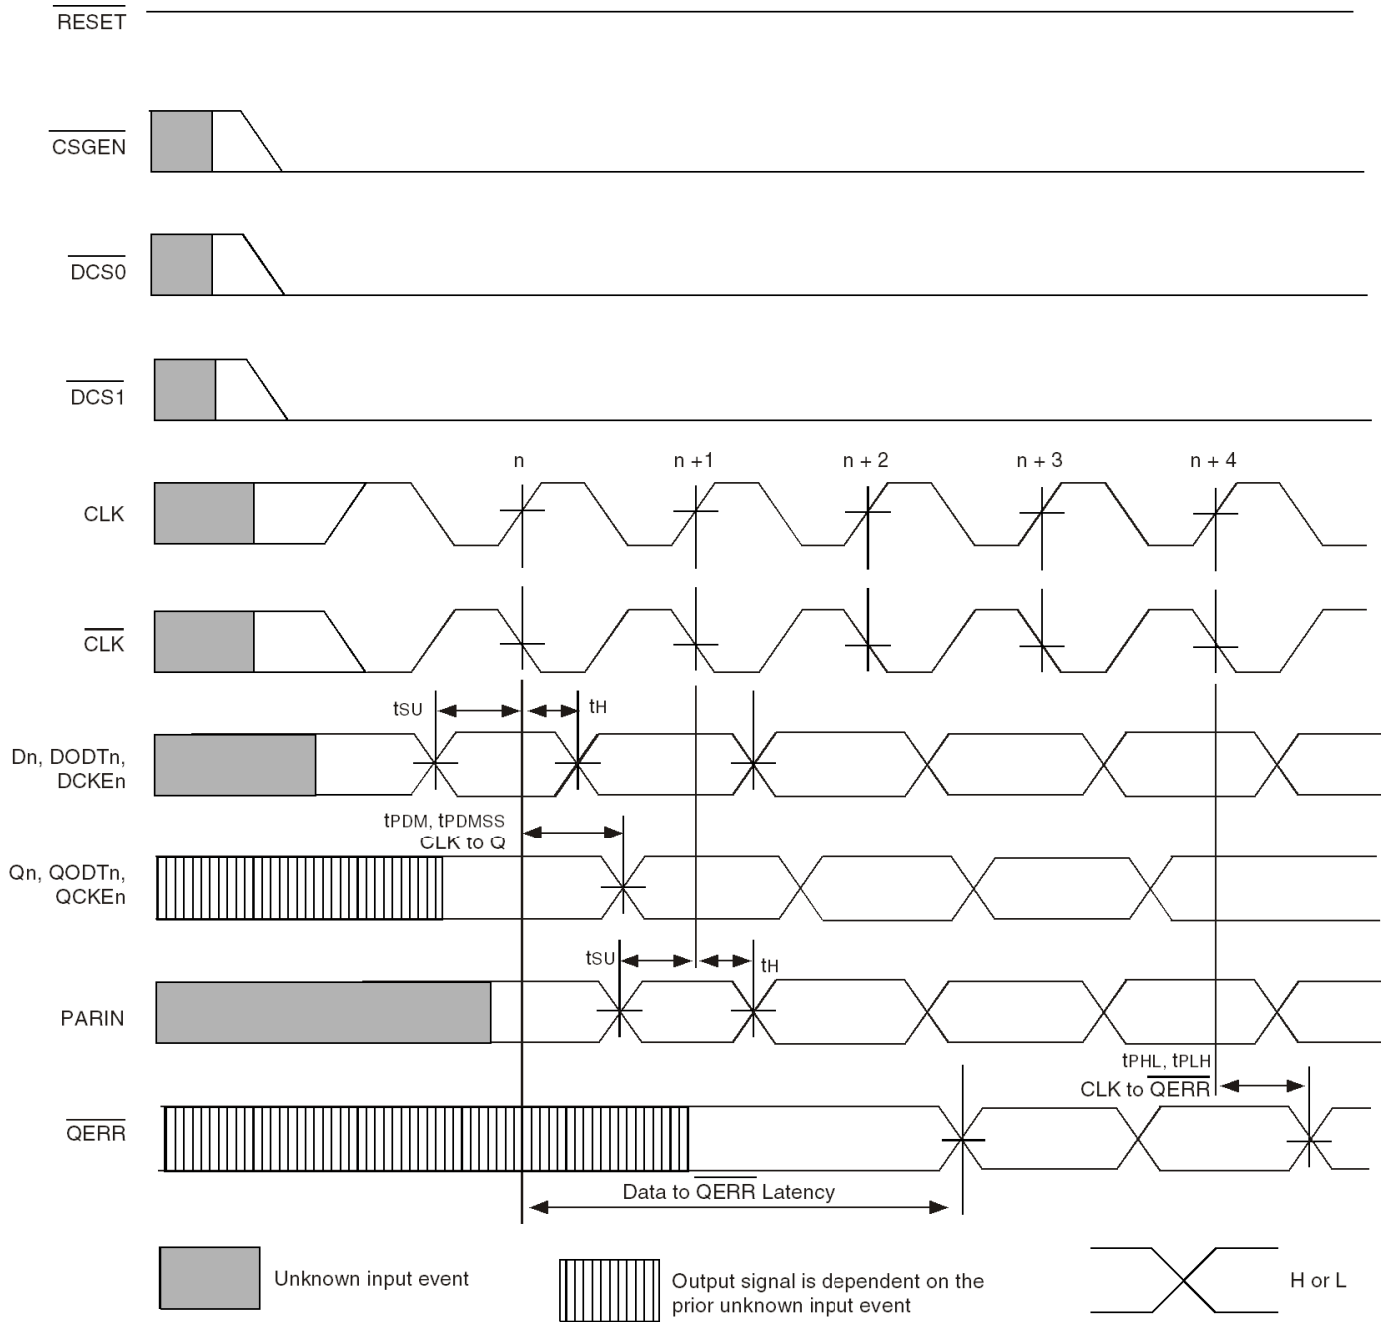 RESET
CSGEN
DCS0
DCS1
n
n +1
n + 2
n + 3
n + 4
CLK
CLK
tSU
tH
Dn, DODTn,
DCKEn
tPDM, tPDMSS
CLK to Q
Qn, QODTn,
QCKEn
tSU
tH
PARIN
tPHL, tPLH
CLK to QERR
QERR
Data to QERR Latency
Unknown input event
Output signal is dependent on the
prior unknown input event
H or L